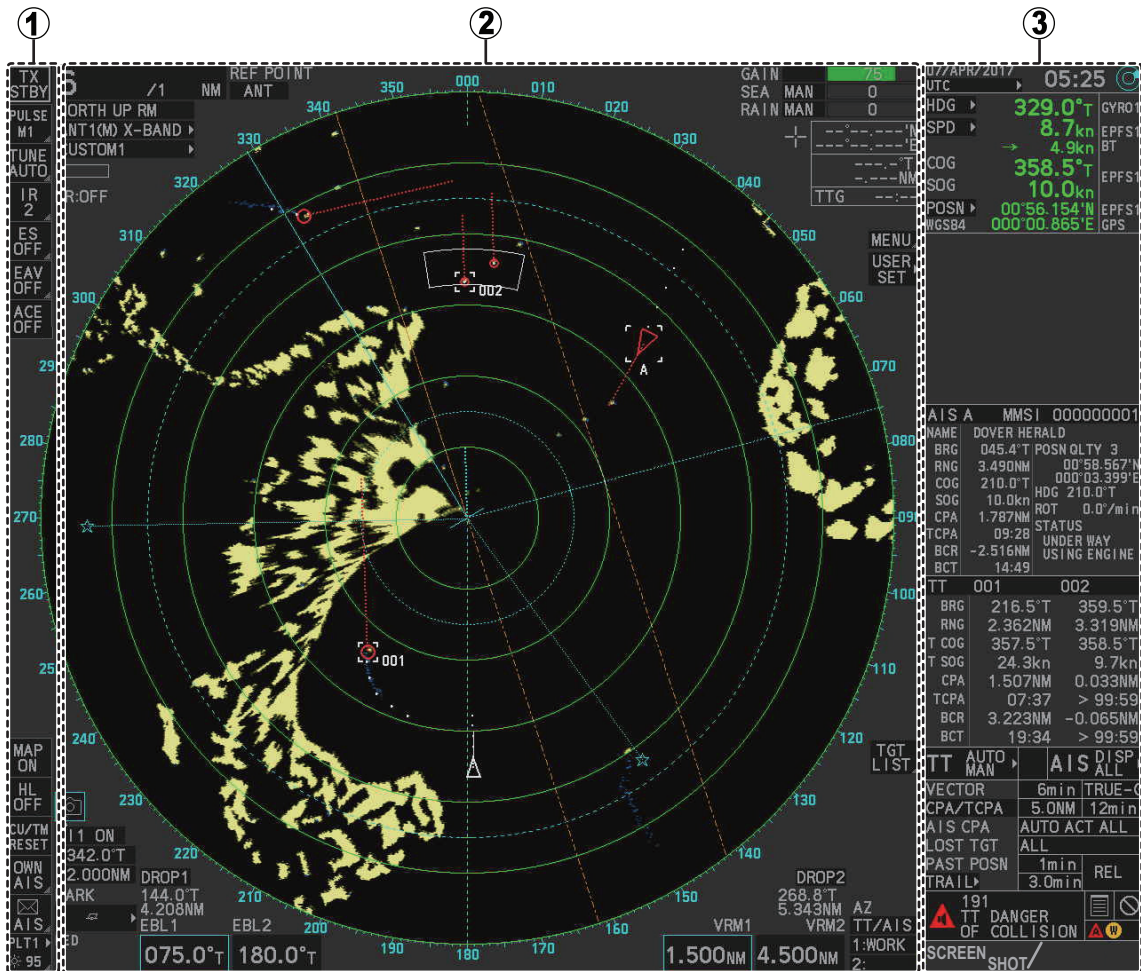 1
2
3
TX
STBY
PULSE
M1
TUNE
AUTO
IR
2
ES
OFF
EAV
OFF
ACE
OFF
MAP
ON
HL
OFF
CU/TM
RESET
OWN
AIS
AIS
PLT1
95
6 /1 NM
REF POINT
ANT
ORTH UP RM
NT1(M) X-BAND
USTOM1
R:OFF
GAIN 75
SEA MAN 0
RAIN MAN 0
--°--.---'N
---°--.---'E
---.-°T
---.--NM
TTG --:--
MENU
USER
SET
000
010
020
030
040
050
060
070
080
090
100
110
120
130
140
150
160
200
210
220
230
240
25
260
270
280
29
300
310
320
330
340
002
A
001
TGT
LIST
I1 ON
342.0°T
2.000NM
ARK
DROP1
144.0°T
4.208NM
EBL1
075.0°T
EBL2
180.0°T
DROP2
268.8°T
5.343NM
VRM1
1.500NM
VRM2
4.500NM
AZ
TT/AIS
1:WORK
2:
07/APR/2017
UTC
05:25
HDG 329.0°T GYRO1
SPD 8.7kn EPFS1
→ 4.9kn BT
COG 358.5°T EPFS1
SOG 10.0kn
POSN 00°56.154'N EPFS1
WGS84 000°00.865'E GPS
AIS A MMSI 000000001
NAME DOVER HERALD
BRG 045.4°T POSN QLTY 3
RNG 3.490NM 00°58.567'N
000°03.399'E
COG 210.0°T HDG 210.0°T
SOG 10.0kn ROT 0.0°/min
CPA 1.787NM STATUS
TCPA 09:28 UNDER WAY
BCR -2.516NM USING ENGINE
BCT 14:49
TT 001 002
BRG 216.5°T 359.5°T
RNG 2.362NM 3.319NM
T COG 357.5°T 358.5°T
T SOG 24.3kn 9.7kn
CPA 1.507NM 0.033NM
TCPA 07:37 > 99:59
BCR 3.223NM -0.065NM
BCT 19:34 > 99:59
TT AUTO MAN AIS DISP ALL
VECTOR 6min TRUE-G
CPA/TCPA 5.0NM 12min
AIS CPA AUTO ACT ALL
LOST TGT ALL
PAST POSN 1min REL
TRAIL 3.0min
191
TT DANGER
OF COLLISION
A W
SCREEN SHOT/